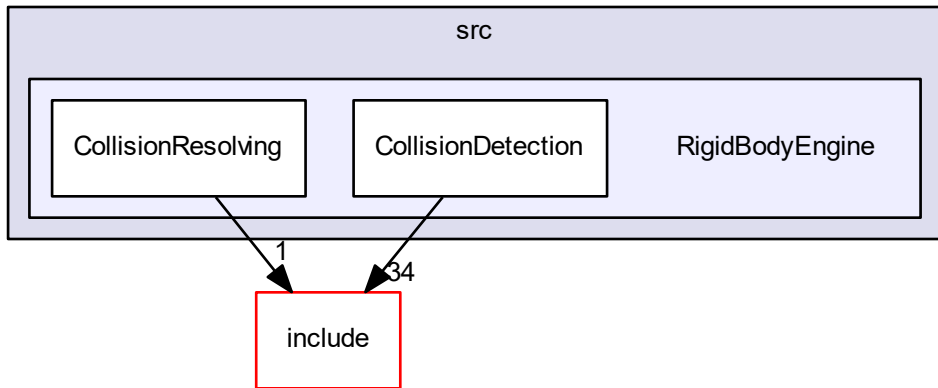 src
CollisionResolving
CollisionDetection
RigidBodyEngine
1
34
include